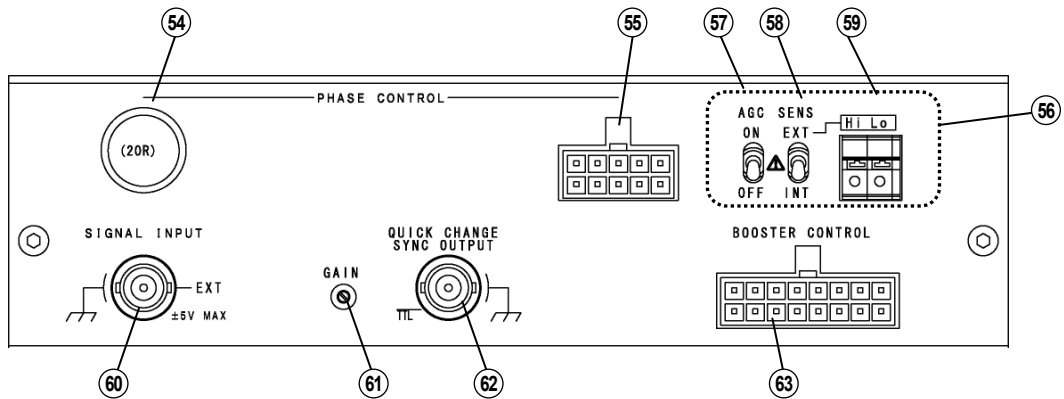 54
55
57
58
59
PHASE CONTROL
AGC SENS
ON EXT
Hi Lo
56
(20R)
OFF INT
SIGNAL INPUT
QUICK CHANGE
SYNC OUTPUT
BOOSTER CONTROL
GAIN
EXT
±5V MAX
TTL
60
61
62
63